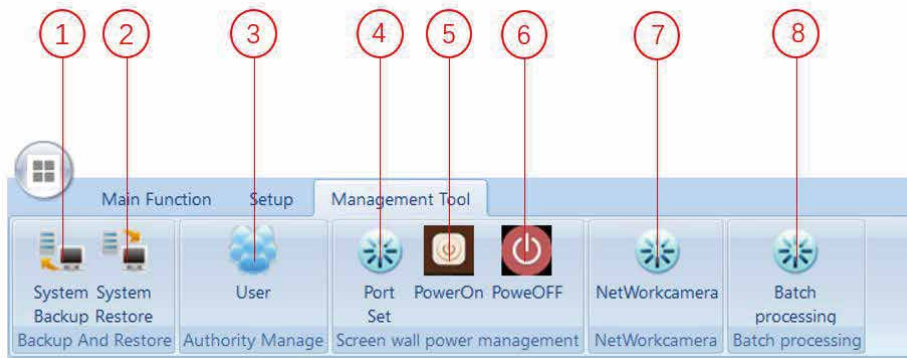 1 2 3 4 5 6 7 8
Main Function Setup Management Tool
System System User Port PowerOn PoweOFF NetWorkcamera Batch
Backup Restore Set processing
Backup And Restore Authority Manage Screen wall power management NetWorkcamera Batch processing